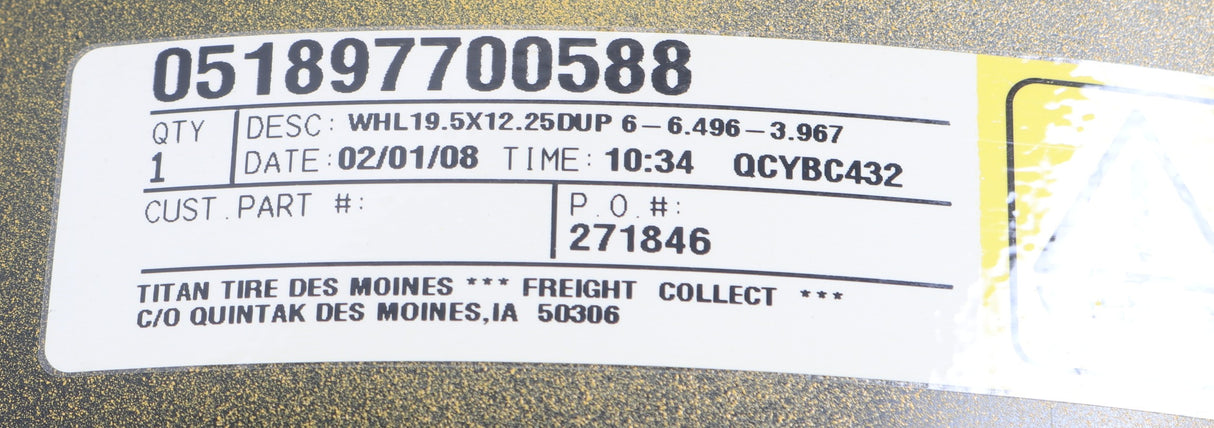 051897700588
QTY DESC: WHL19.5X12.25DUP 6-6.496-3.967
1 DATE: 02/01/08 TIME: 10:34 QCYBC432
CUST.PART #: P.O.#:
271846
TITAN TIRE DES MOINES *** FREIGHT COLLECT ***
C/O QUINTAK DES MOINES,IA 50306